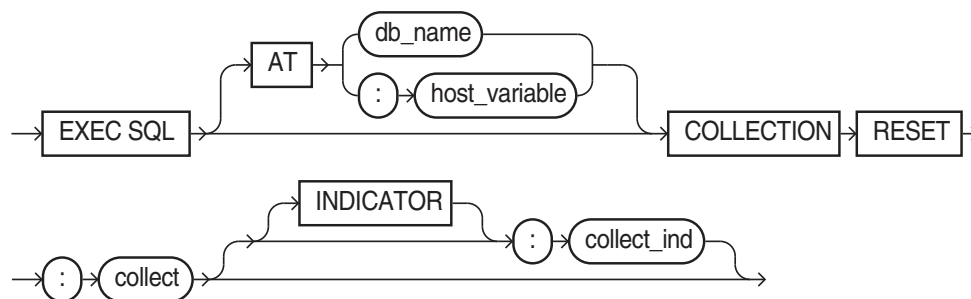 db_name
AT
: host_variable
EXEC SQL COLLECTION RESET
INDICATOR
: collect : collect_ind